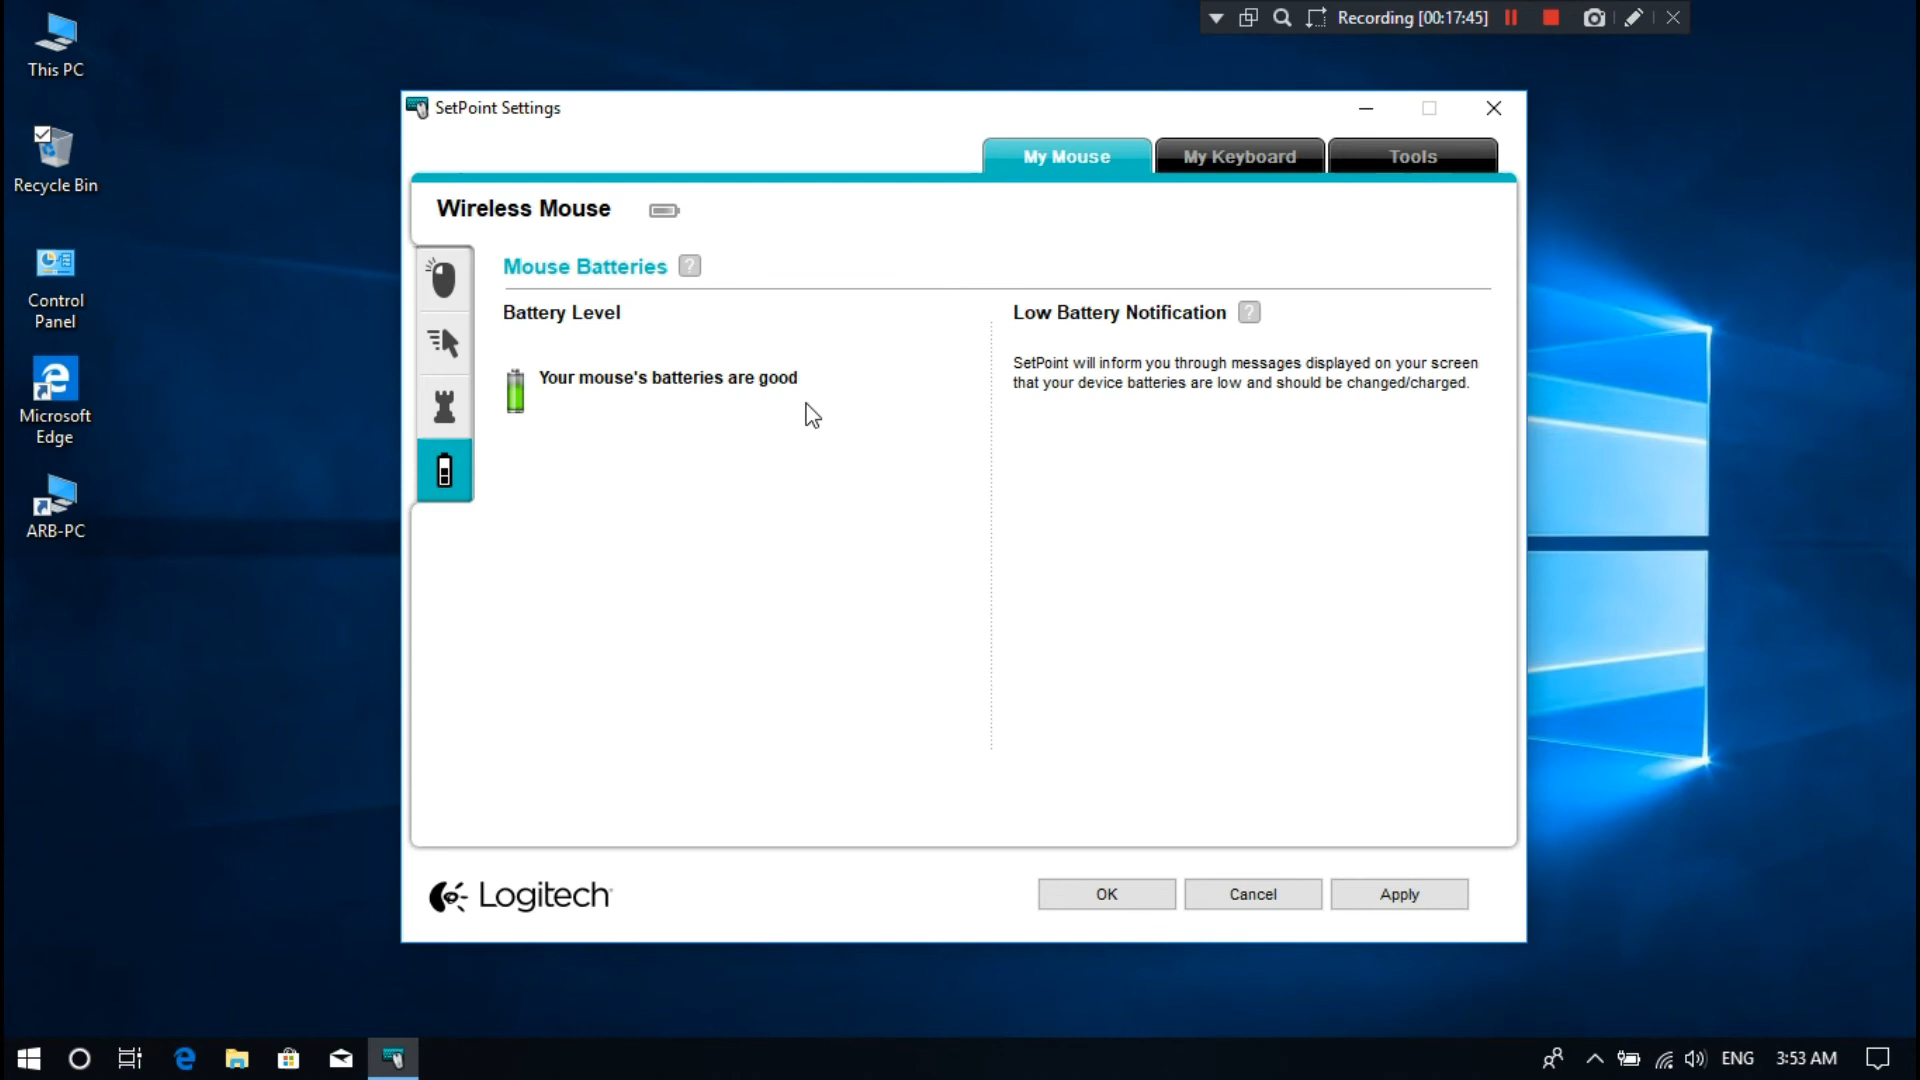 This PC
Recycle Bin
Control
Panel
Microsoft
Edge
ARB-PC
Recording [00:17:45]
SetPoint Settings
My Mouse
My Keyboard
Tools
Wireless Mouse
Mouse Batteries ?
Battery Level
Your mouse's batteries are good
Low Battery Notification ?
SetPoint will inform you through messages displayed on your screen
that your device batteries are low and should be changed/charged.
Logitech
OK
Cancel
Apply
ENG
3:53 AM